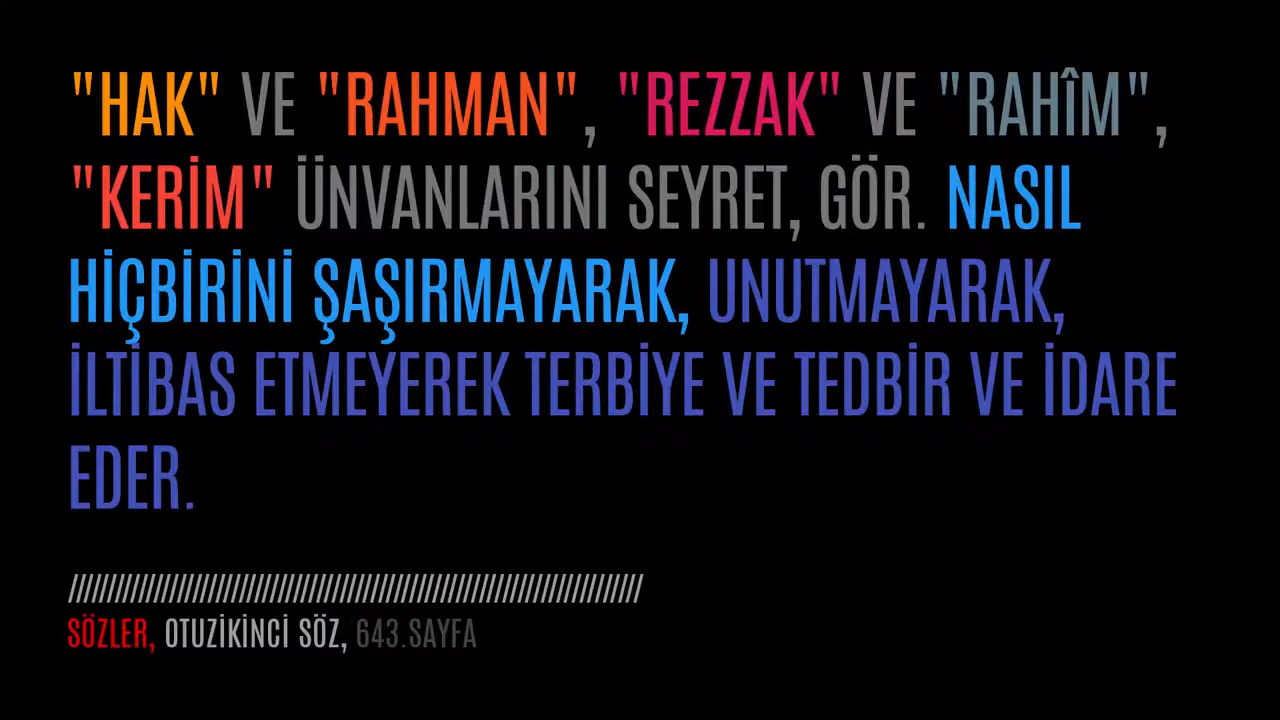 "HAK" VE "RAHMAN", "REZZAK" VE "RAHÎM",
"KERİM" ÜNVANLARINI SEYRET, GÖR. NASIL
HİÇBİRİNİ ŞAŞIRMAYARAK, UNUTMAYARAK,
İLTİBAS ETMEYEREK TERBİYE VE TEDBİR VE İDARE
EDER.
///////////////////////////////////////////////////////////////////////
SÖZLER, OTUZİKİNCİ SÖZ, 643.SAYFA